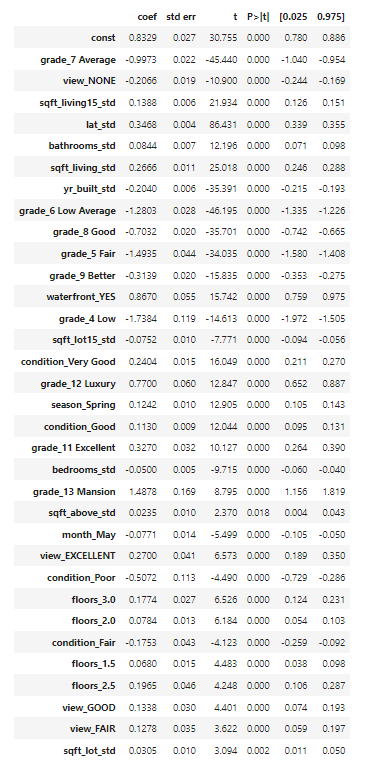 coef std err t P>|t| [0.025 0.975]
const 0.8329 0.027 30.755 0.000 0.780 0.886
grade_7 Average -0.9973 0.022 -45.440 0.000 -1.040 -0.954
view_NONE -0.2066 0.019 -10.900 0.000 -0.244 -0.169
sqft_living15_std 0.1388 0.006 21.934 0.000 0.126 0.151
lat_std 0.3468 0.004 86.431 0.000 0.339 0.355
bathrooms_std 0.0844 0.007 12.196 0.000 0.071 0.098
sqft_living_std 0.2666 0.011 25.018 0.000 0.246 0.288
yr_built_std -0.2040 0.006 -35.391 0.000 -0.215 -0.193
grade_6 Low Average -1.2803 0.028 -46.195 0.000 -1.335 -1.226
grade_8 Good -0.7032 0.020 -35.701 0.000 -0.742 -0.665
grade_5 Fair -1.4935 0.044 -34.035 0.000 -1.580 -1.408
grade_9 Better -0.3139 0.020 -15.835 0.000 -0.353 -0.275
waterfront_YES 0.8670 0.055 15.742 0.000 0.759 0.975
grade_4 Low -1.7384 0.119 -14.613 0.000 -1.972 -1.505
sqft_lot15_std -0.0752 0.010 -7.771 0.000 -0.094 -0.056
condition_Very Good 0.2404 0.015 16.049 0.000 0.211 0.270
grade_12 Luxury 0.7700 0.060 12.847 0.000 0.652 0.887
season_Spring 0.1242 0.010 12.905 0.000 0.105 0.143
condition_Good 0.1130 0.009 12.044 0.000 0.095 0.131
grade_11 Excellent 0.3270 0.032 10.127 0.000 0.264 0.390
bedrooms_std -0.0500 0.005 -9.715 0.000 -0.060 -0.040
grade_13 Mansion 1.4878 0.169 8.795 0.000 1.156 1.819
sqft_above_std 0.0235 0.010 2.370 0.018 0.004 0.043
month_May -0.0771 0.014 -5.499 0.000 -0.105 -0.050
view_EXCELLENT 0.2700 0.041 6.573 0.000 0.189 0.350
condition_Poor -0.5072 0.113 -4.490 0.000 -0.729 -0.286
floors_3.0 0.1774 0.027 6.526 0.000 0.124 0.231
floors_2.0 0.0784 0.013 6.184 0.000 0.054 0.103
condition_Fair -0.1753 0.043 -4.123 0.000 -0.259 -0.092
floors_1.5 0.0680 0.015 4.483 0.000 0.038 0.098
floors_2.5 0.1965 0.046 4.248 0.000 0.106 0.287
view_GOOD 0.1338 0.030 4.401 0.000 0.074 0.193
view_FAIR 0.1278 0.035 3.622 0.000 0.059 0.197
sqft_lot_std 0.0305 0.010 3.094 0.002 0.011 0.050